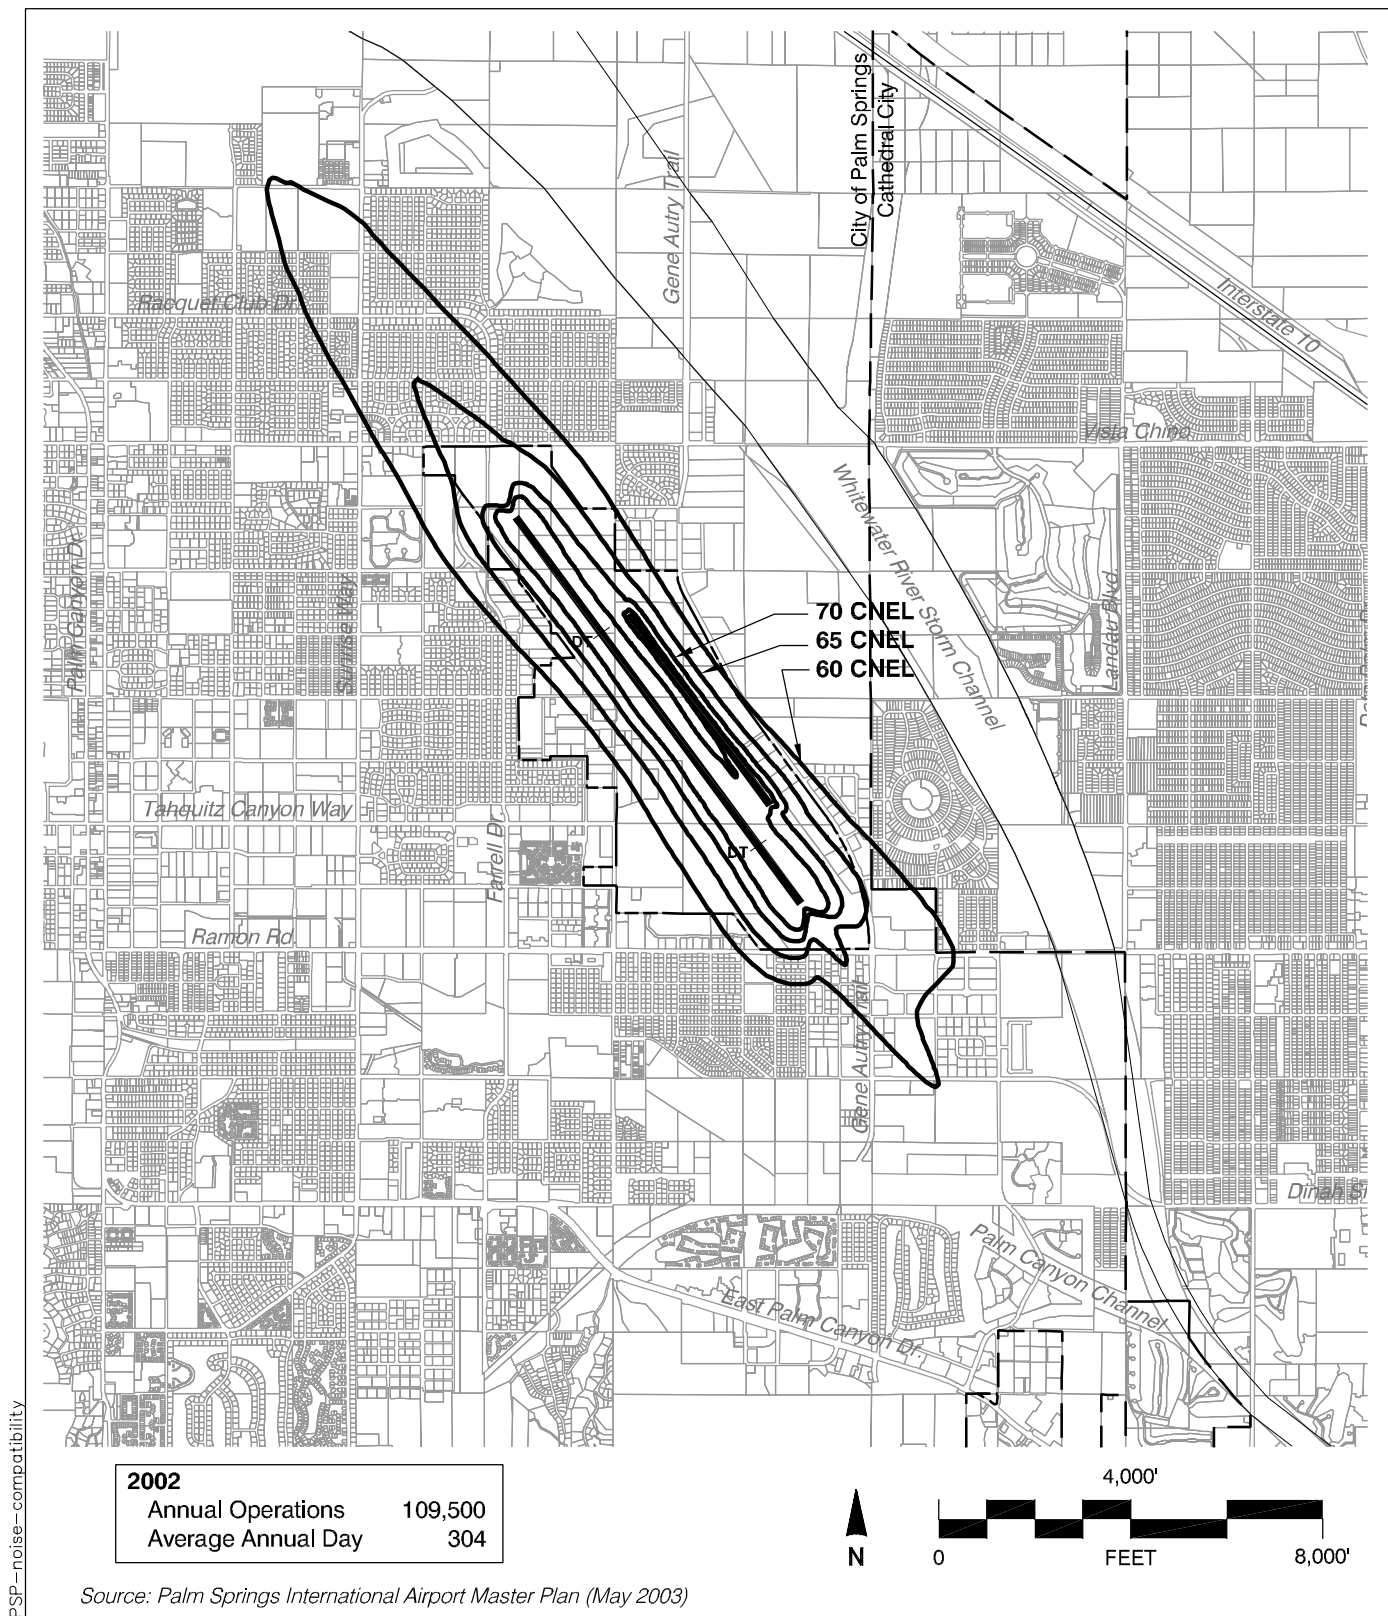 City of Palm Springs
Cathedral City
Gene Autry Trail
Racquet Club Dr.
Interstate 10
Vista Chino
Whitewater River Storm Channel
Palm Canyon Dr.
Sunrise Way
Landau Blvd.
70 CNEL
65 CNEL
60 CNEL
DT
Tahquitz Canyon Way
Farrell Dr.
DT
Ramon Rd.
Gene Autry Trail
Palm Canyon Channel
East Palm Canyon Dr.
2002
Annual Operations 109,500
Average Annual Day 304
N
4,000'
0 FEET 8,000'
Source: Palm Springs International Airport Master Plan (May 2003)
PSP-noise-compatibility